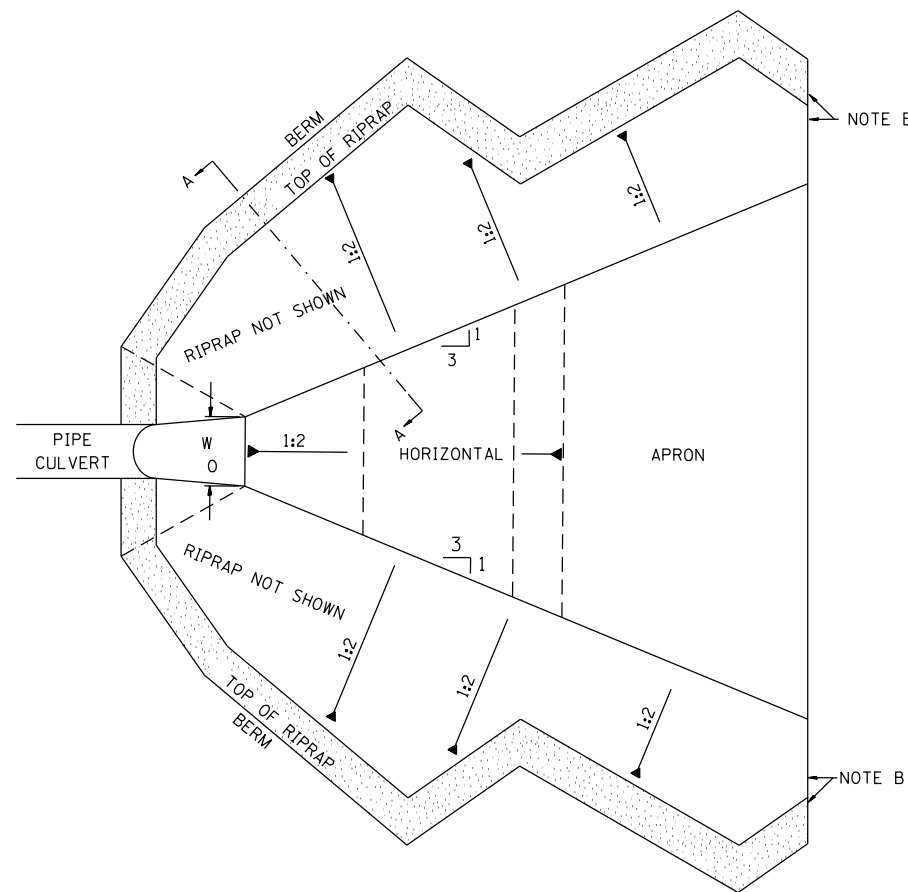 BERM
TOP OF RIPRAP
NOTE B
A
1:2
1:2
1:2
RIPRAP NOT SHOWN
1
3
A
PIPE
CULVERT
W
O
1:2
HORIZONTAL
APRON
3
1
RIPRAP NOT SHOWN
1:2
1:2
1:2
TOP OF RIPRAP
BERM
NOTE B